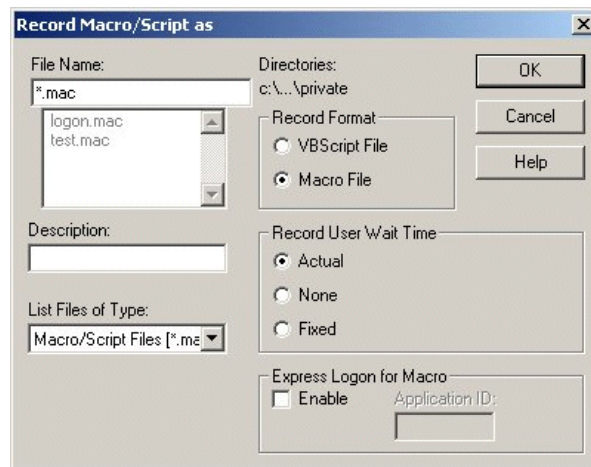 Record Macro/Script as
File Name:
*.mac
logon.mac
test.mac
Description:
List Files of Type:
Macro/Script Files [*.ma
Directories:
c:\...\private
Record Format
VBScript File
Macro File
Record User Wait Time
Actual
None
Fixed
Express Logon for Macro
Enable
Application ID:
OK
Cancel
Help